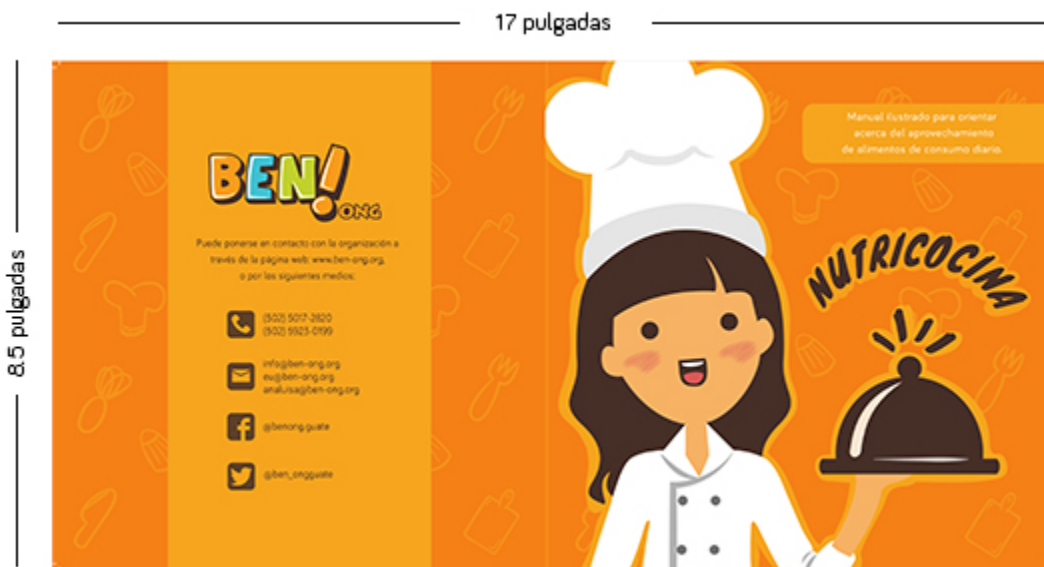 17 pulgadas
8.5 pulgadas
BEN!
ONG
Puede ponerse en contacto con la organización a
través de la página web: www.ben-ong.org,
o por los siguientes medios:
(502) 5017-2820
(502) 5923-0199
info@ben-ong.org
eu@ben-ong.org
analuisa@ben-ong.org
@benong.guate
@ben_ongguate
Manual ilustrado para orientar
acerca del aprovechamiento
de alimentos de consumo diario.
NUTRICOCINA